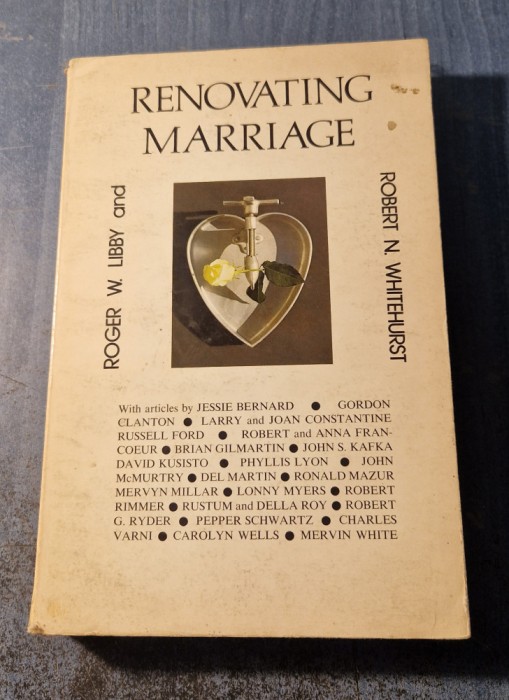 RENOVATING
MARRIAGE
ROGER W. LIBBY and
ROBERT N. WHITEHURST
With articles by JESSIE BERNARD ● GORDON
CLANTON ● LARRY and JOAN CONSTANTINE
RUSSELL FORD ● ROBERT and ANNA FRAN-
COEUR ● BRIAN GILMARTIN ● JOHN S. KAFKA
DAVID KUSISTO ● PHYLLIS LYON ● JOHN
McMURTRY ● DEL MARTIN ● RONALD MAZUR
MERVYN MILLAR ● LONNY MYERS ● ROBERT
RIMMER ● RUSTUM and DELLA ROY ● ROBERT
G. RYDER ● PEPPER SCHWARTZ ● CHARLES
VARNI ● CAROLYN WELLS ● MERVIN WHITE